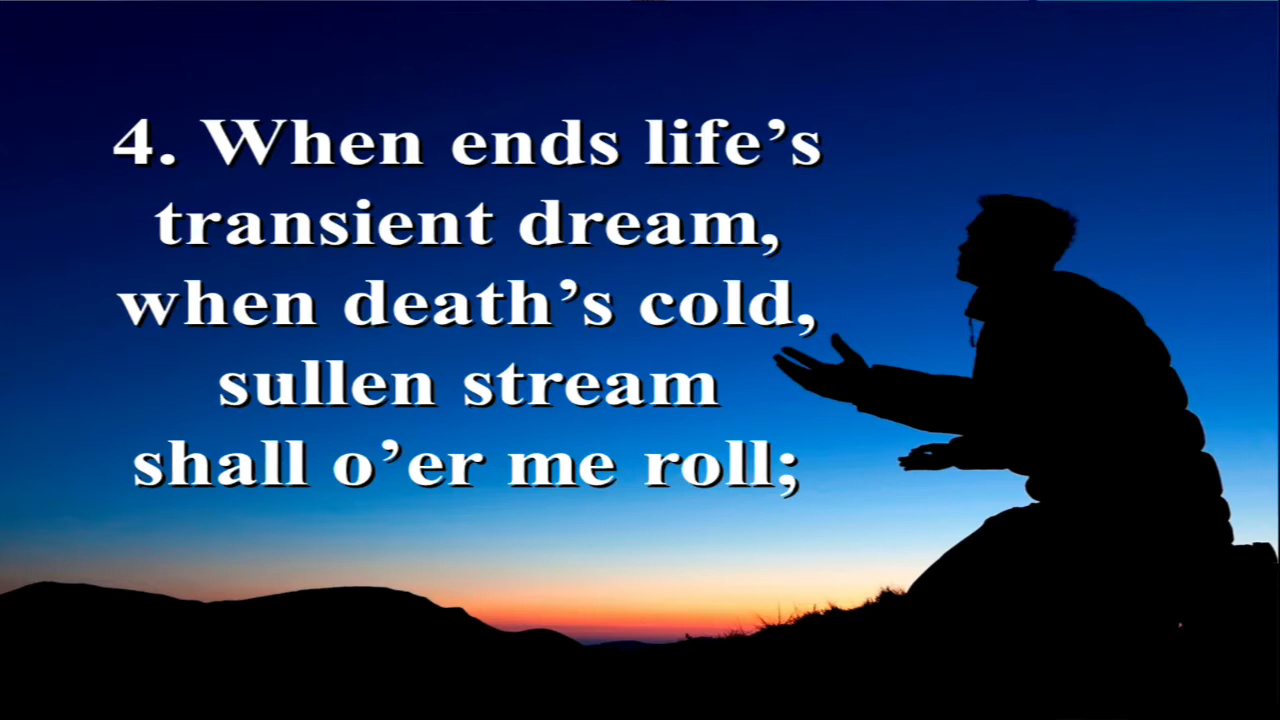 4. When ends life’s
transient dream,
when death’s cold,
sullen stream
shall o’er me roll;